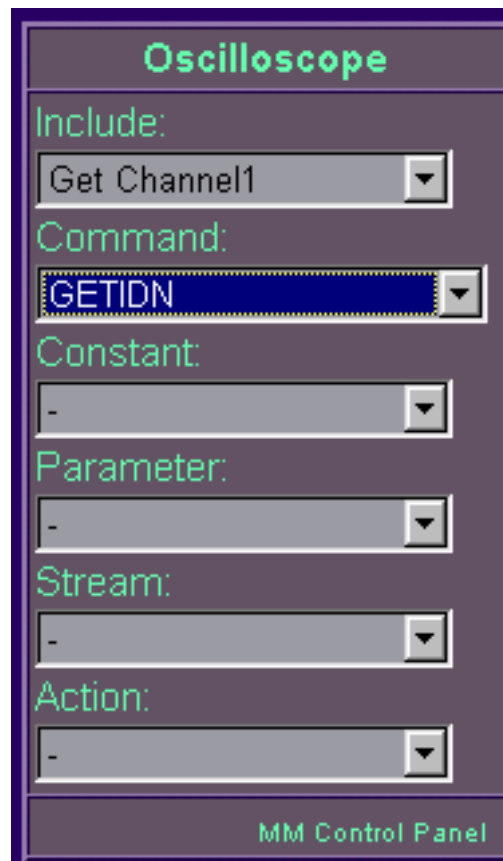 Oscilloscope
Include:
Get Channel1
Command:
GETIDN
Constant:
-
Parameter:
-
Stream:
-
Action:
-
MM Control Panel